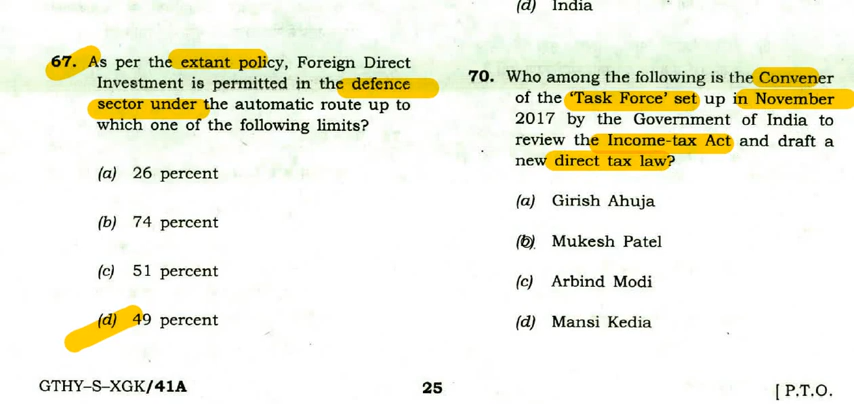 (d) India
67. As per the extant policy, Foreign Direct
Investment is permitted in the defence
sector under the automatic route up to
which one of the following limits?
(a) 26 percent
(b) 74 percent
(c) 51 percent
(d) 49 percent
70. Who among the following is the Convener
of the ‘Task Force’ set up in November
2017 by the Government of India to
review the Income-tax Act and draft a
new direct tax law?
(a) Girish Ahuja
(b) Mukesh Patel
(c) Arbind Modi
(d) Mansi Kedia
GTHY–S–XGK/41A
25
[ P.T.O.